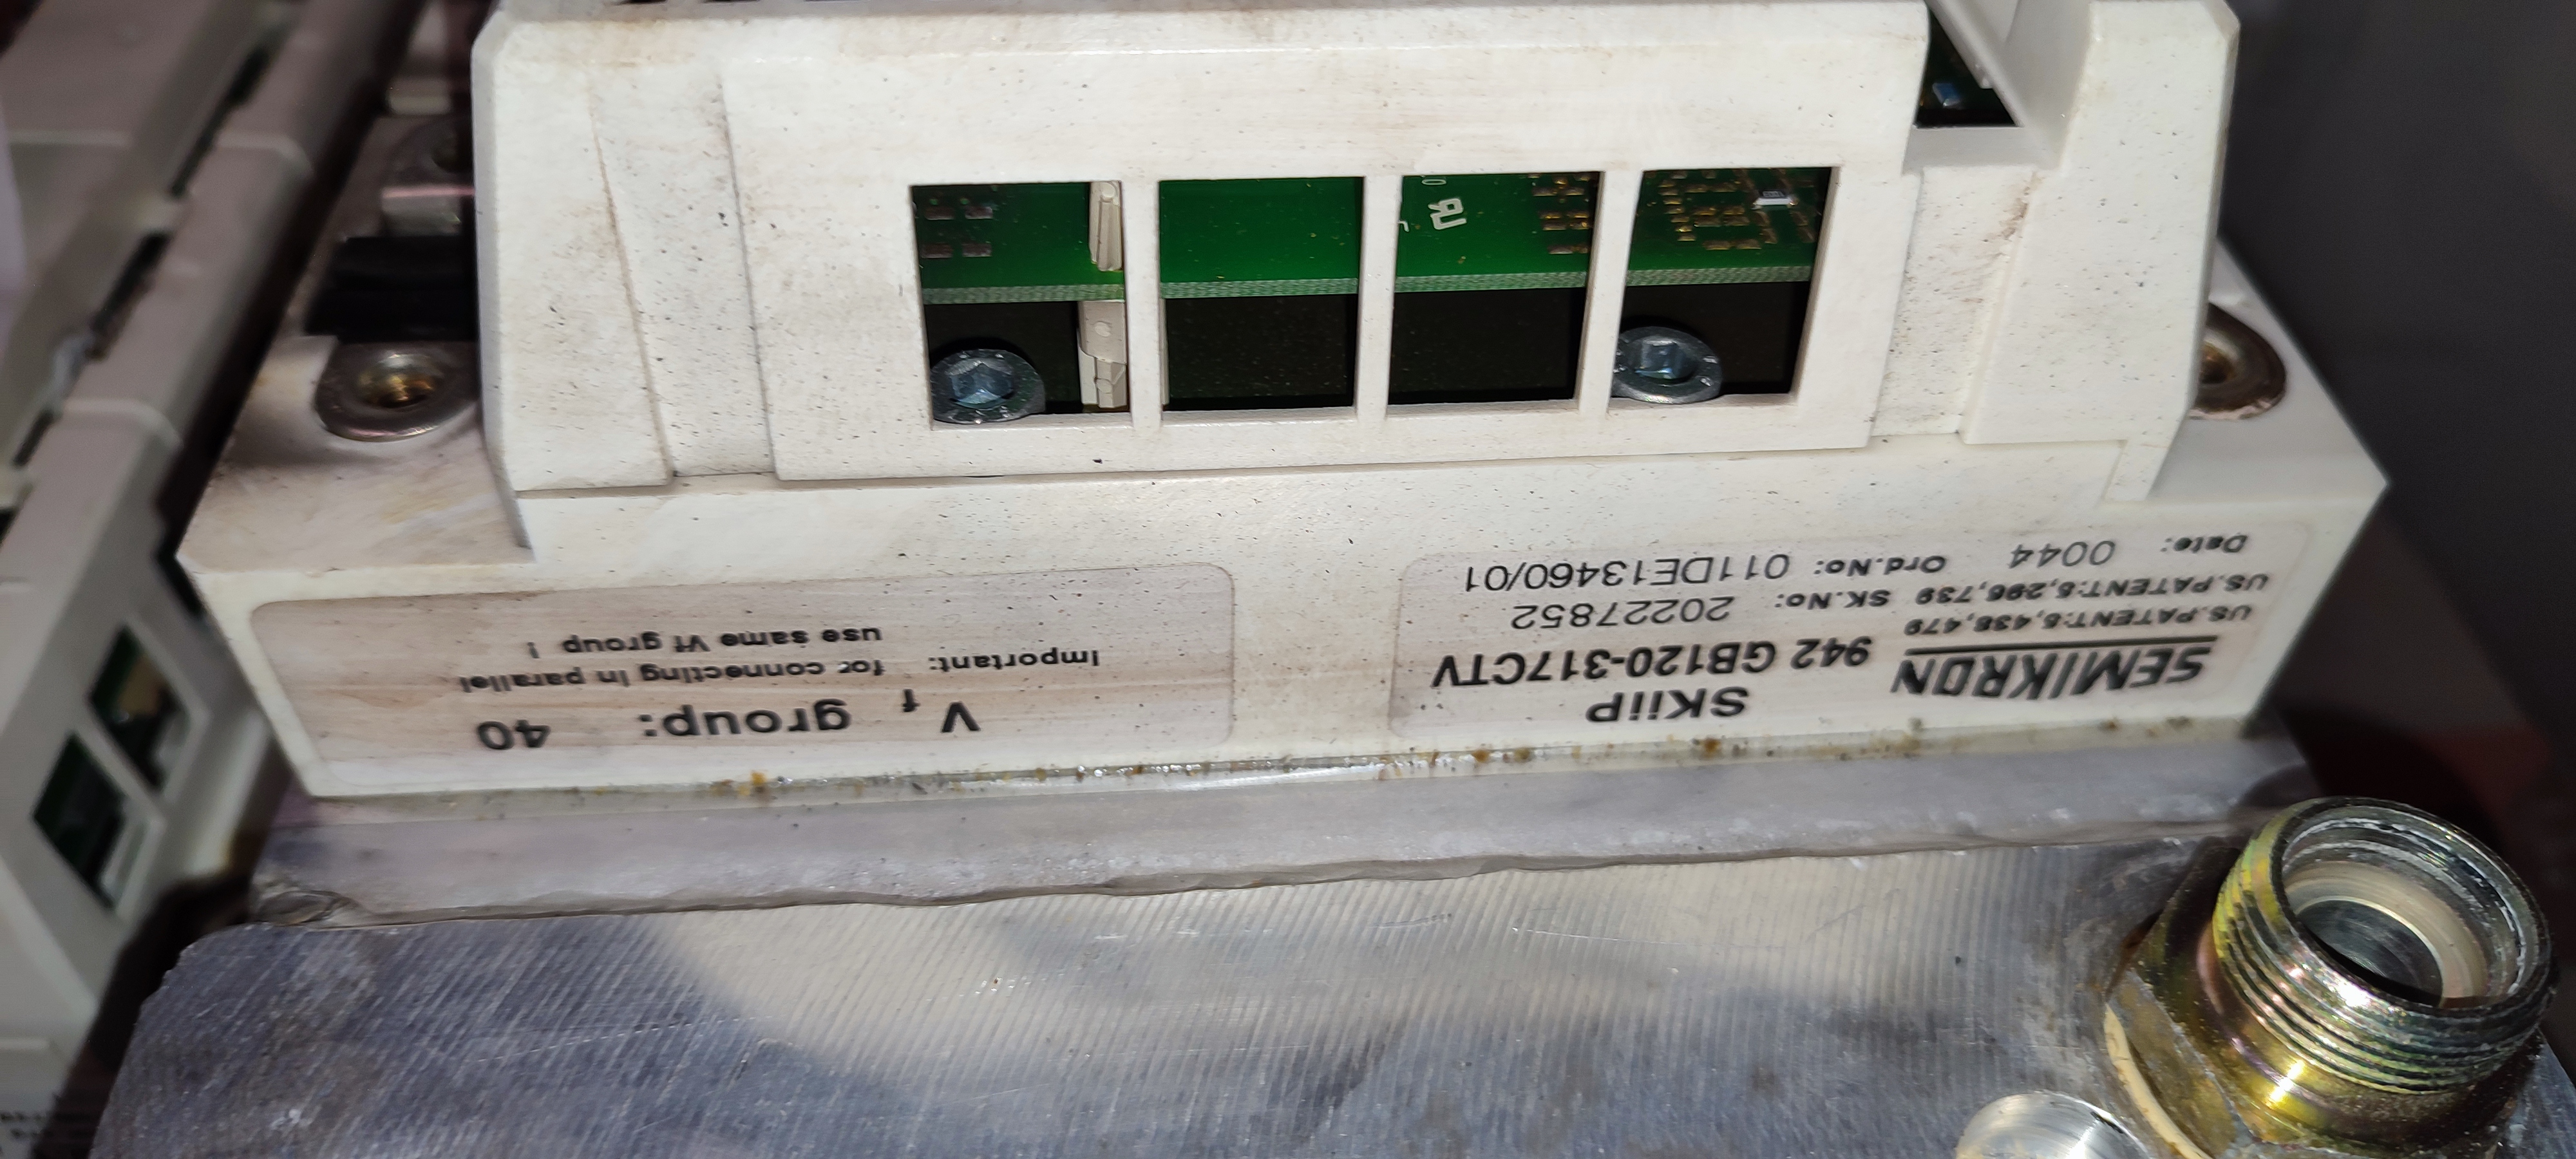 SEMIKRON
SKiiP
942 GB120-317CTV
US.PATENT:5,438,479
US.PATENT:5,296,739 SK.No: 20227852
Date: 0044 Ord.No: 011DE13460/01
Vf group: 40
Important: for connecting in parallel
use same Vf group !